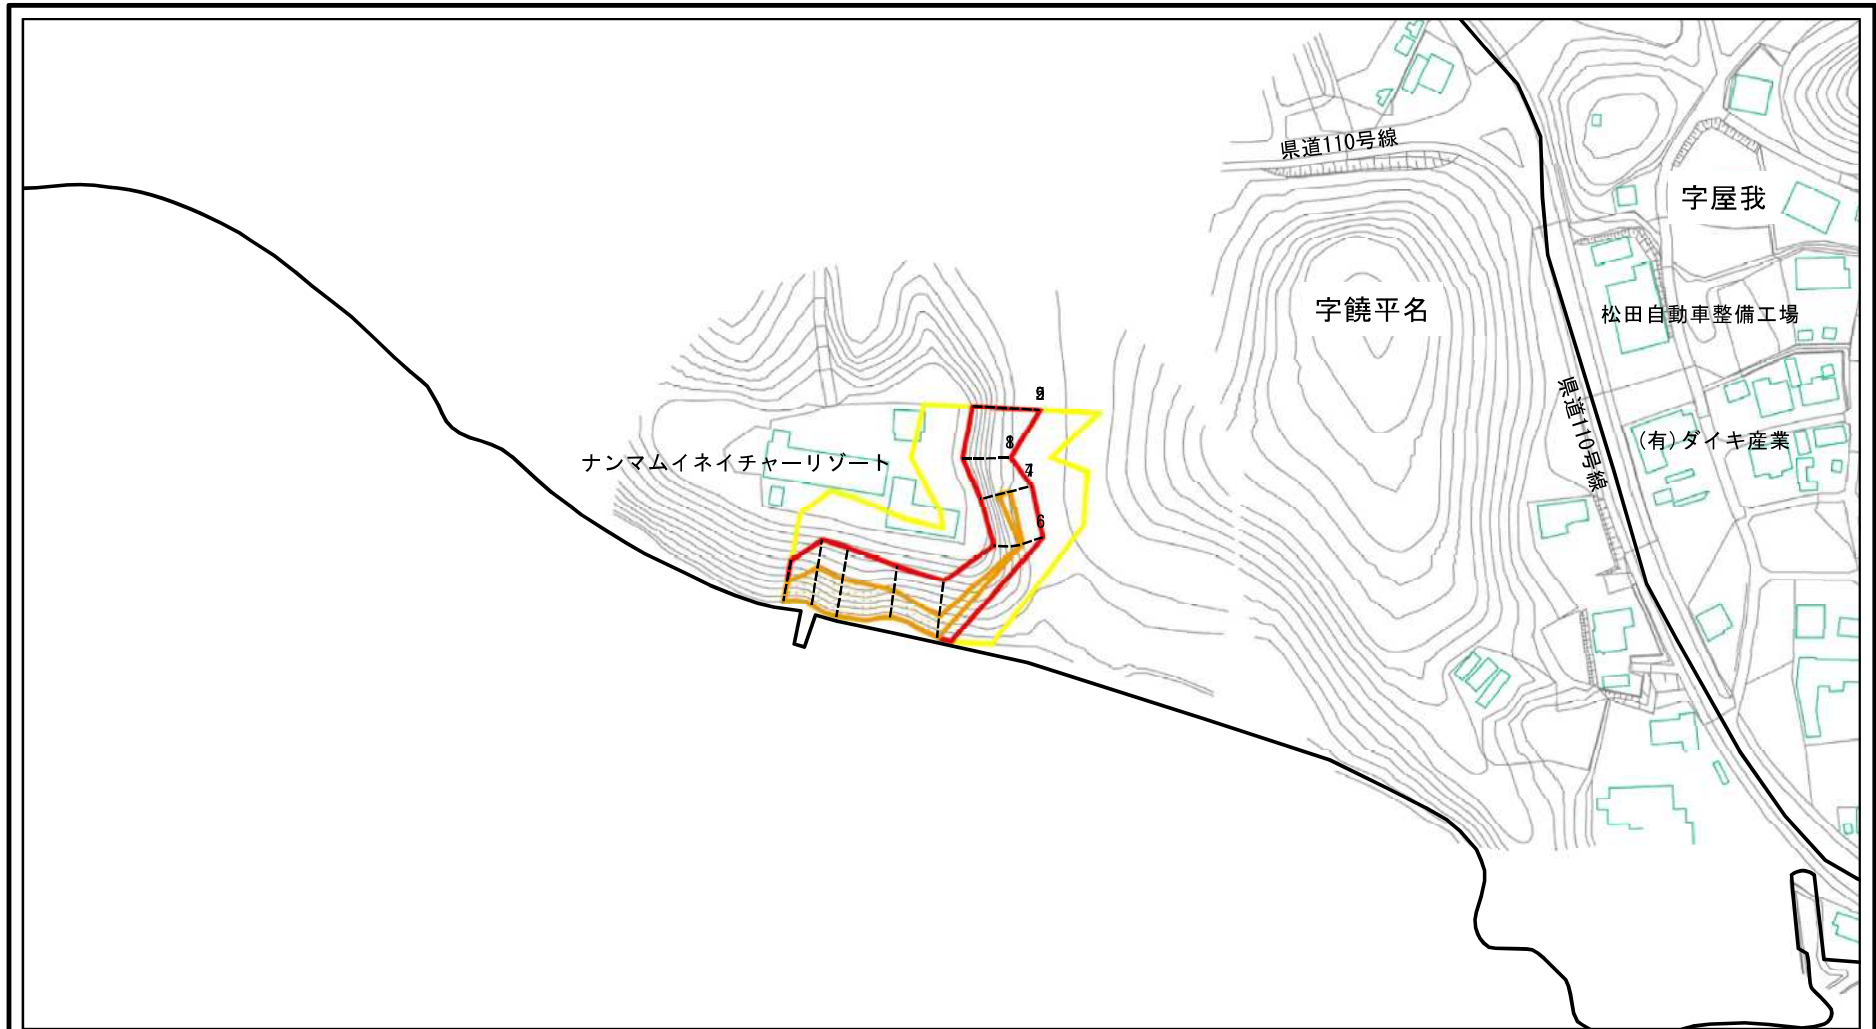 県道110号線
字屋我
字饒平名
松田自動車整備工場
県道110号線
(有)ダイキ産業
ナンマムイネイチャーリゾート
6